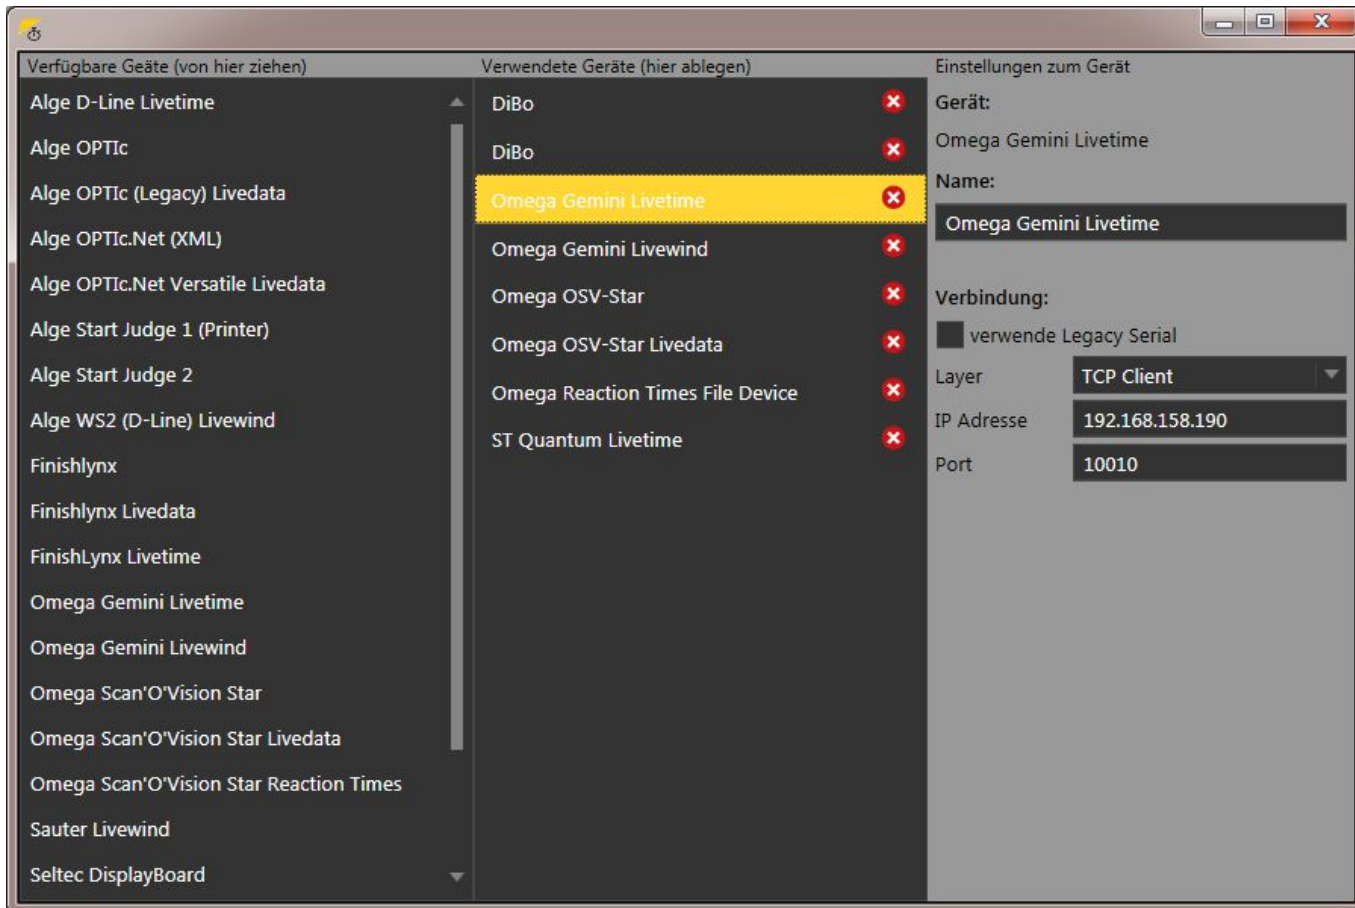 Verfügbare Geäte (von hier ziehen)
Alge D-Line Livetime
Alge OPTIc
Alge OPTIc (Legacy) Livedata
Alge OPTIc.Net (XML)
Alge OPTIc.Net Versatile Livedata
Alge Start Judge 1 (Printer)
Alge Start Judge 2
Alge WS2 (D-Line) Livewind
Finishlynx
Finishlynx Livedata
FinishLynx Livetime
Omega Gemini Livetime
Omega Gemini Livewind
Omega Scan'O'Vision Star
Omega Scan'O'Vision Star Livedata
Omega Scan'O'Vision Star Reaction Times
Sauter Livewind
Seltec DisplayBoard
Verwendete Geräte (hier ablegen)
DiBo
DiBo
Omega Gemini Livetime
Omega Gemini Livewind
Omega OSV-Star
Omega OSV-Star Livedata
Omega Reaction Times File Device
ST Quantum Livetime
Einstellungen zum Gerät
Gerät:
Omega Gemini Livetime
Name:
Omega Gemini Livetime
Verbindung:
verwende Legacy Serial
Layer TCP Client
IP Adresse 192.168.158.190
Port 10010